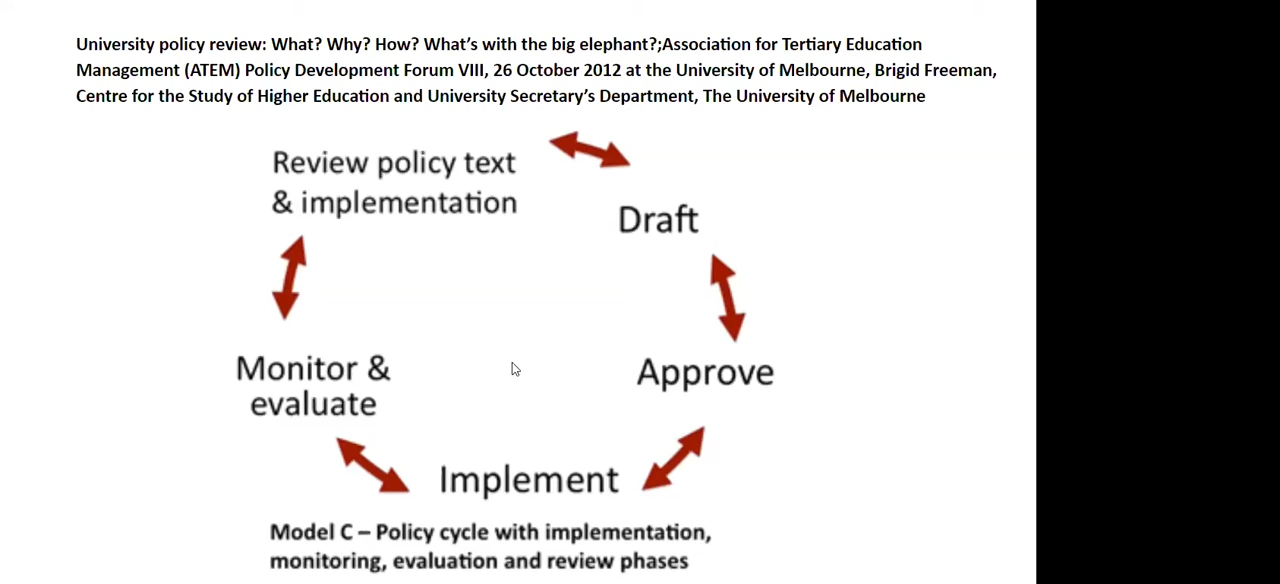 University policy review: What? Why? How? What's with the big elephant?;Association for Tertiary Education
Management (ATEM) Policy Development Forum VIII, 26 October 2012 at the University of Melbourne, Brigid Freeman,
Centre for the Study of Higher Education and University Secretary's Department, The University of Melbourne
Review policy text
& implementation
Draft
Monitor &
evaluate
Approve
Implement
Model C – Policy cycle with implementation,
monitoring, evaluation and review phases